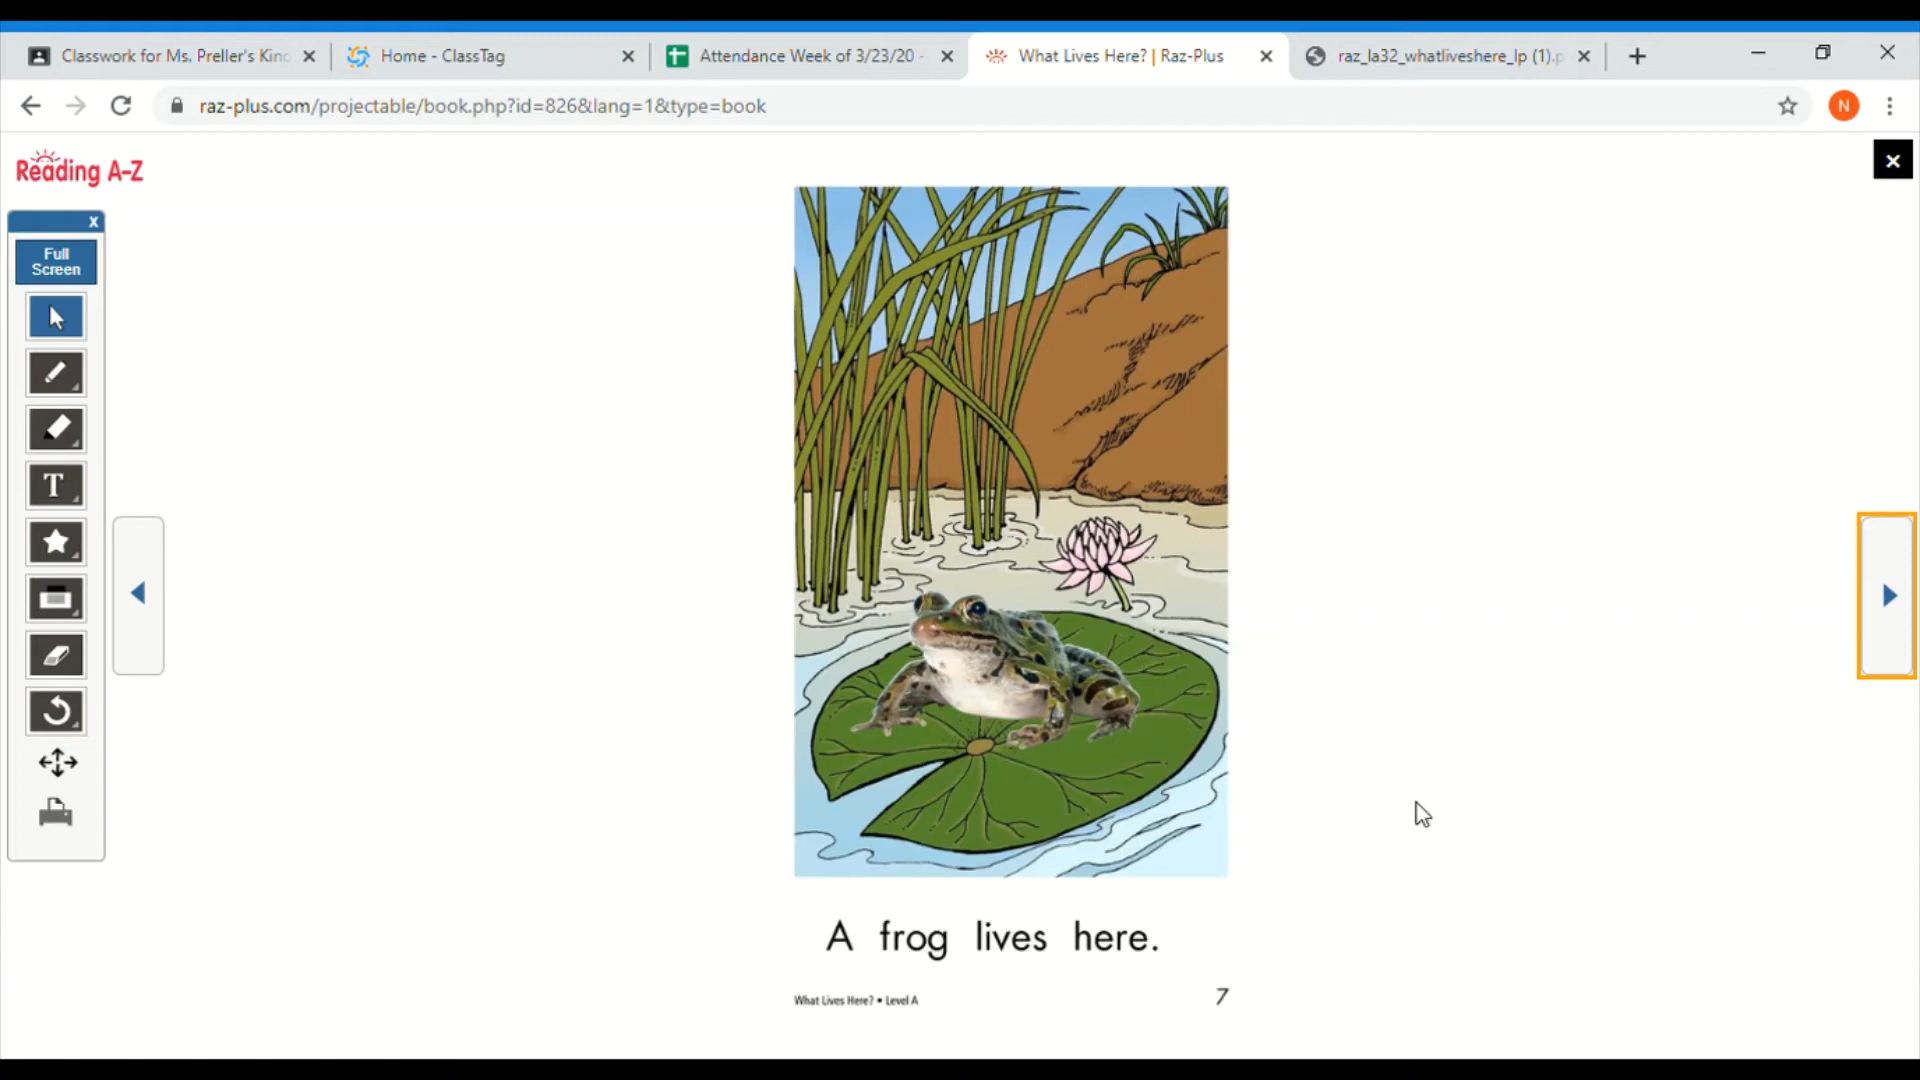 Classwork for Ms. Preller's Kinc
Home - ClassTag
Attendance Week of 3/23/20 -
What Lives Here? | Raz-Plus
raz_la32_whatliveshere_lp (1).p
raz-plus.com/projectable/book.php?id=826&lang=1&type=book
N
Reading A-Z
x
Full
Screen
T
A frog lives here.
What Lives Here? • Level A
7